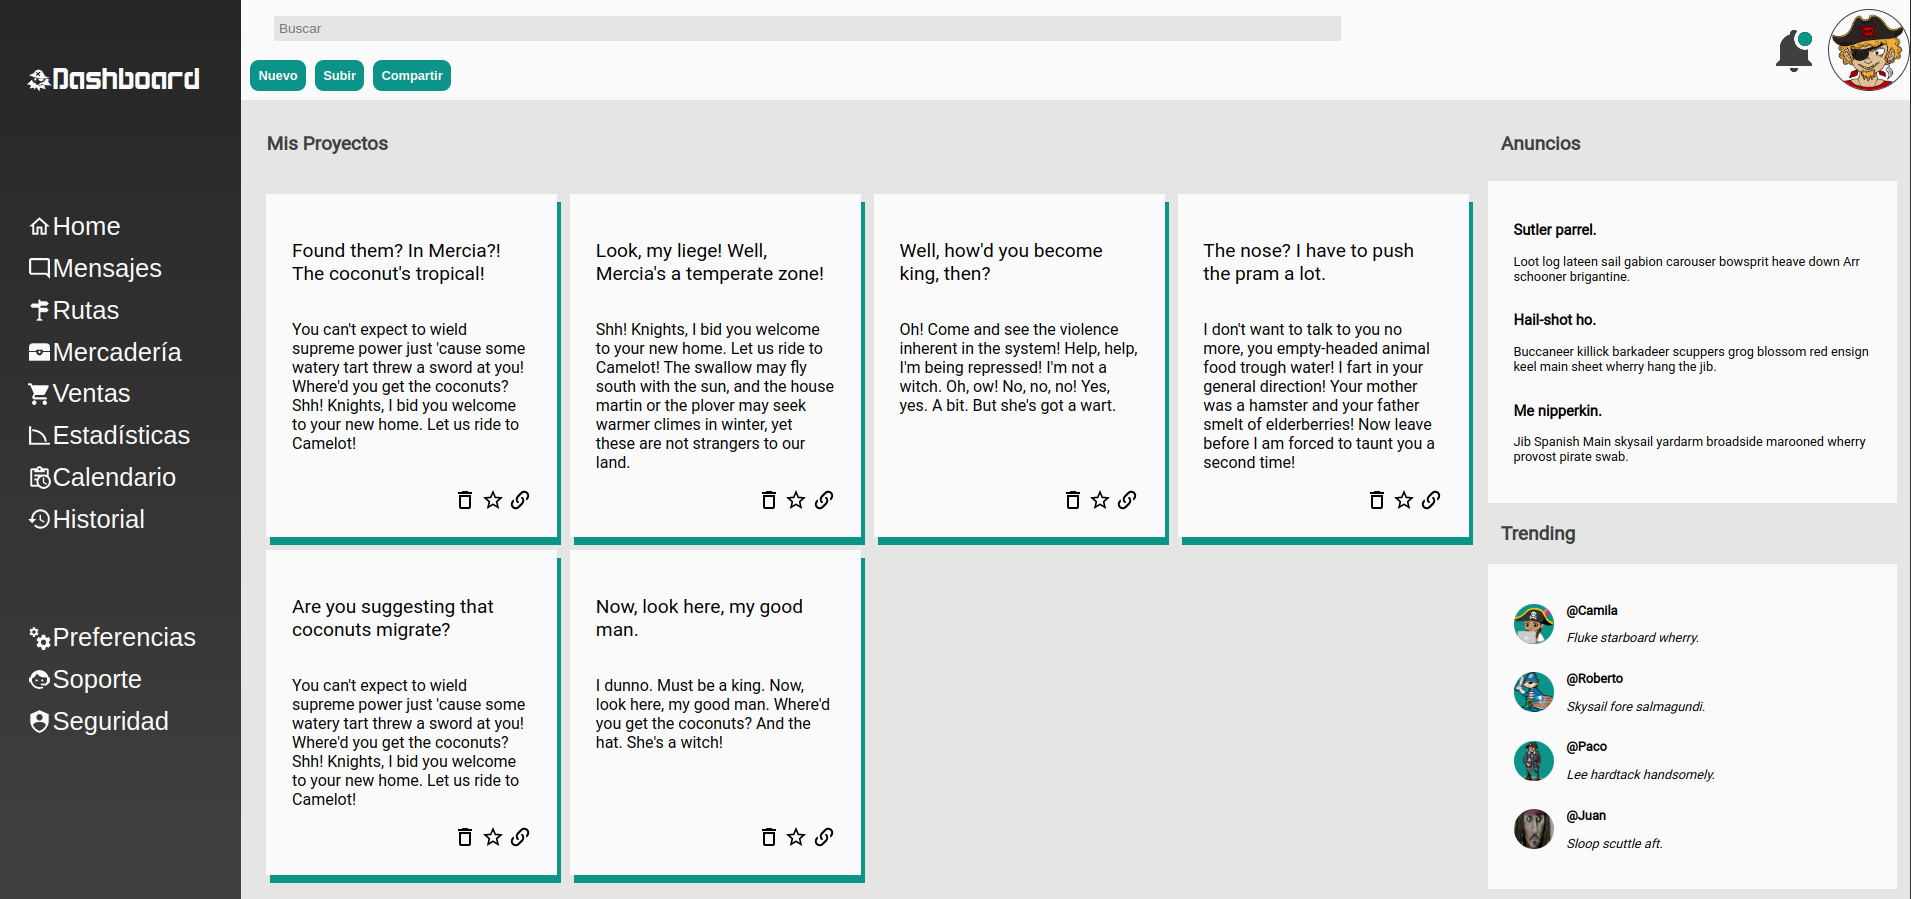 Dashboard
Home
Mensajes
Rutas
Mercadería
Ventas
Estadísticas
Calendario
Historial
Preferencias
Soporte
Seguridad
Buscar
Nuevo
Subir
Compartir
Mis Proyectos
Found them? In Mercia?!
The coconut's tropical!
You can't expect to wield
supreme power just 'cause some
watery tart threw a sword at you!
Where'd you get the coconuts?
Shh! Knights, I bid you welcome
to your new home. Let us ride to
Camelot!
Look, my liege! Well,
Mercia's a temperate zone!
Shh! Knights, I bid you welcome
to your new home. Let us ride to
Camelot! The swallow may fly
south with the sun, and the house
martin or the plover may seek
warmer climes in winter, yet
these are not strangers to our
land.
Well, how'd you become
king, then?
Oh! Come and see the violence
inherent in the system! Help, help,
I'm being repressed! I'm not a
witch. Oh, ow! No, no, no! Yes,
yes. A bit. But she's got a wart.
The nose? I have to push
the pram a lot.
I don't want to talk to you no
more, you empty-headed animal
food trough water! I fart in your
general direction! Your mother
was a hamster and your father
smelt of elderberries! Now leave
before I am forced to taunt you a
second time!
Are you suggesting that
coconuts migrate?
You can't expect to wield
supreme power just 'cause some
watery tart threw a sword at you!
Where'd you get the coconuts?
Shh! Knights, I bid you welcome
to your new home. Let us ride to
Camelot!
Now, look here, my good
man.
I dunno. Must be a king. Now,
look here, my good man. Where'd
you get the coconuts? And the
hat. She's a witch!
Anuncios
Sutler parrel.
Loot log lateen sail gabion carouser bowsprit heave down Arr
schooner brigantine.
Hail-shot ho.
Buccaneer killick barkadeer scuppers grog blossom red ensign
keel main sheet wherry hang the jib.
Me nipperkin.
Jib Spanish Main skysail yardarm broadside marooned wherry
provost pirate swab.
Trending
@Camila
Fluke starboard wherry.
@Roberto
Skysail fore salmagundi.
@Paco
Lee hardtack handsomely.
@Juan
Sloop scuttle aft.